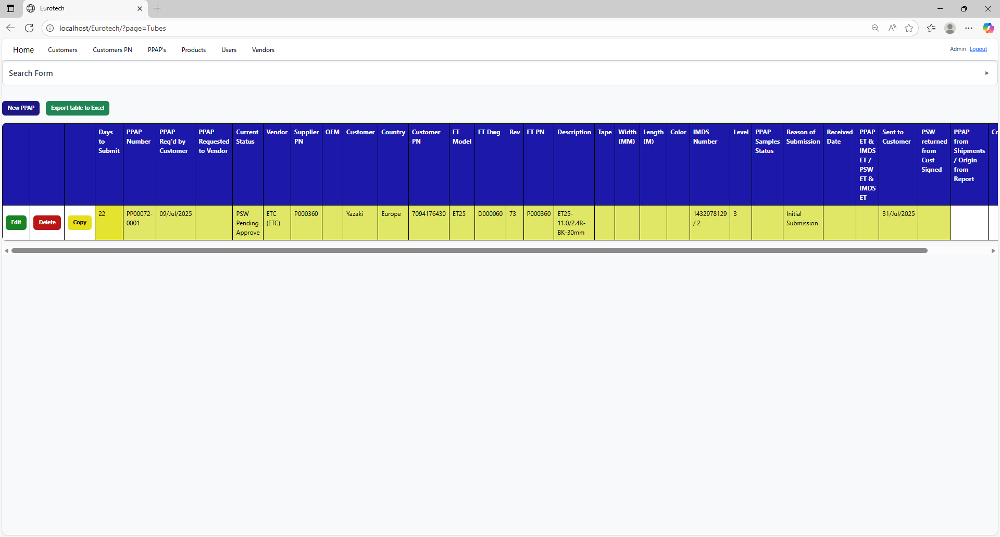 Eurotech
localhost/Eurotech/?page=Tubes
Home Customers Customers PN PPAP's Products Users Vendors Admin Logout
Search Form
New PPAP Export table to Excel
Days to Submit
PPAP Number
PPAP Req'd by Customer
PPAP Requested to Vendor
Current Status
Vendor
Supplier PN
OEM
Customer
Country
Customer PN
ET Model
ET Dwg
Rev
ET PN
Description
Tape
Width (MM)
Length (M)
Color
IMDS Number
Level
PPAP Samples Status
Reason of Submission
Received Date
PPAP ET & IMDS ET / PSW ET & IMDS ET
Sent to Customer
PSW returned from Cust Signed
PPAP from Shipments / Origin from Report
Edit
Delete
Copy
22
PP00072-0001
09/Jul/2025
PSW Pending Approve
ETC (ETC)
P000360
Yazaki
Europe
7094176430
ET25
D000060
73
P000360
ET25-11.0/2.4R-BK-30mm
1432978129 / 2
3
Initial Submission
31/Jul/2025